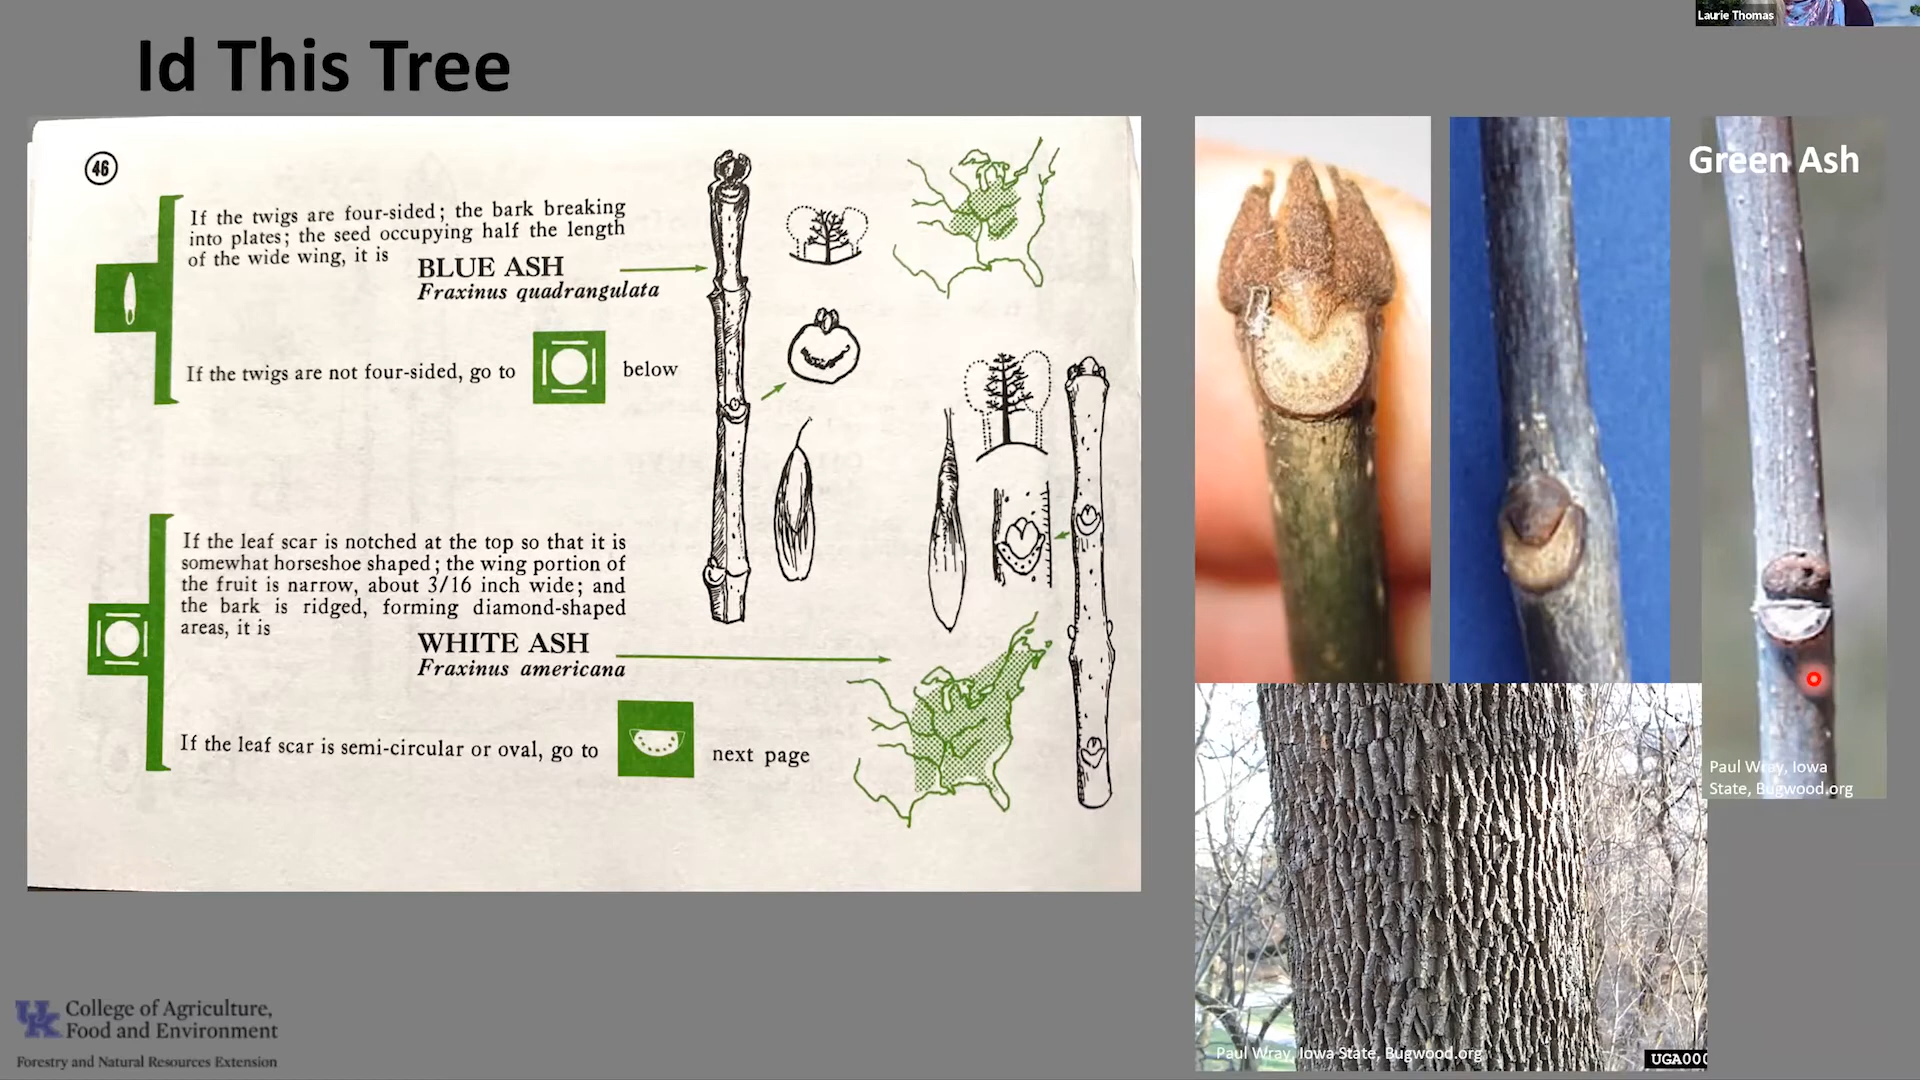 Laurie Thomas
Id This Tree
46
If the twigs are four-sided; the bark breaking
into plates; the seed occupying half the length
of the wide wing, it is
BLUE ASH
Fraxinus quadrangulata
If the twigs are not four-sided, go to
below
If the leaf scar is notched at the top so that it is
somewhat horseshoe shaped; the wing portion of
the fruit is narrow, about 3/16 inch wide; and
the bark is ridged, forming diamond-shaped
areas, it is
WHITE ASH
Fraxinus americana
If the leaf scar is semi-circular or oval, go to
next page
Green Ash
Paul Wray, Iowa
State, Bugwood.org
Paul Wray, Iowa State, Bugwood.org
UGA000
UK
College of Agriculture,
Food and Environment
Forestry and Natural Resources Extension